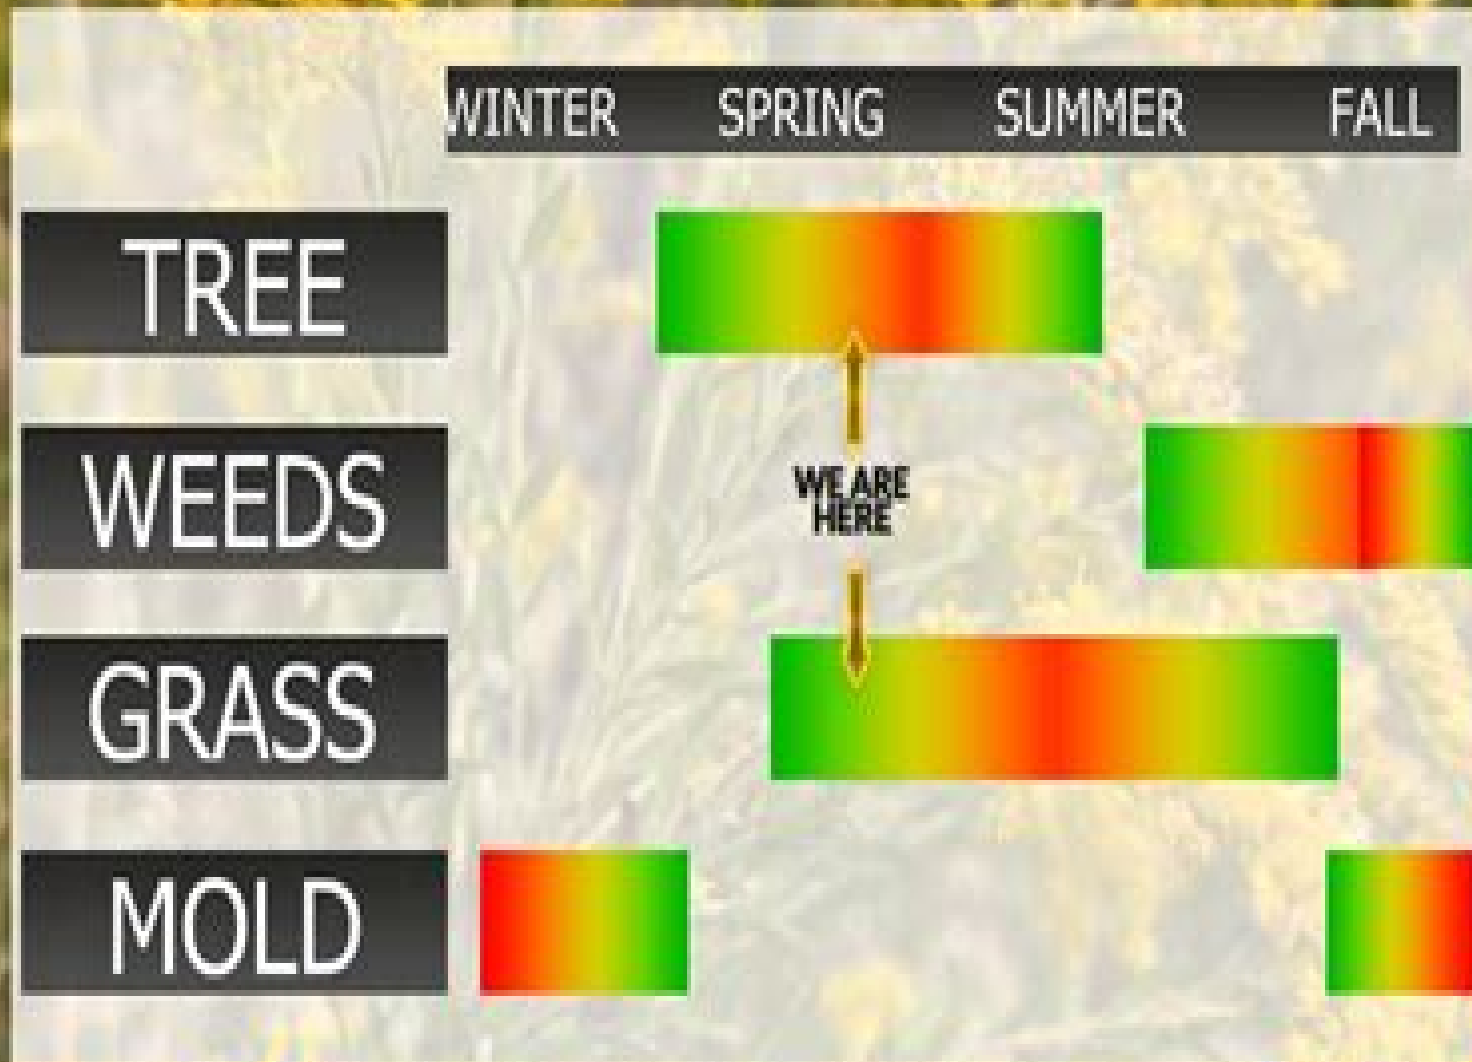 WINTER SPRING SUMMER FALL
TREE
WE ARE
HERE
WEEDS
GRASS
MOLD